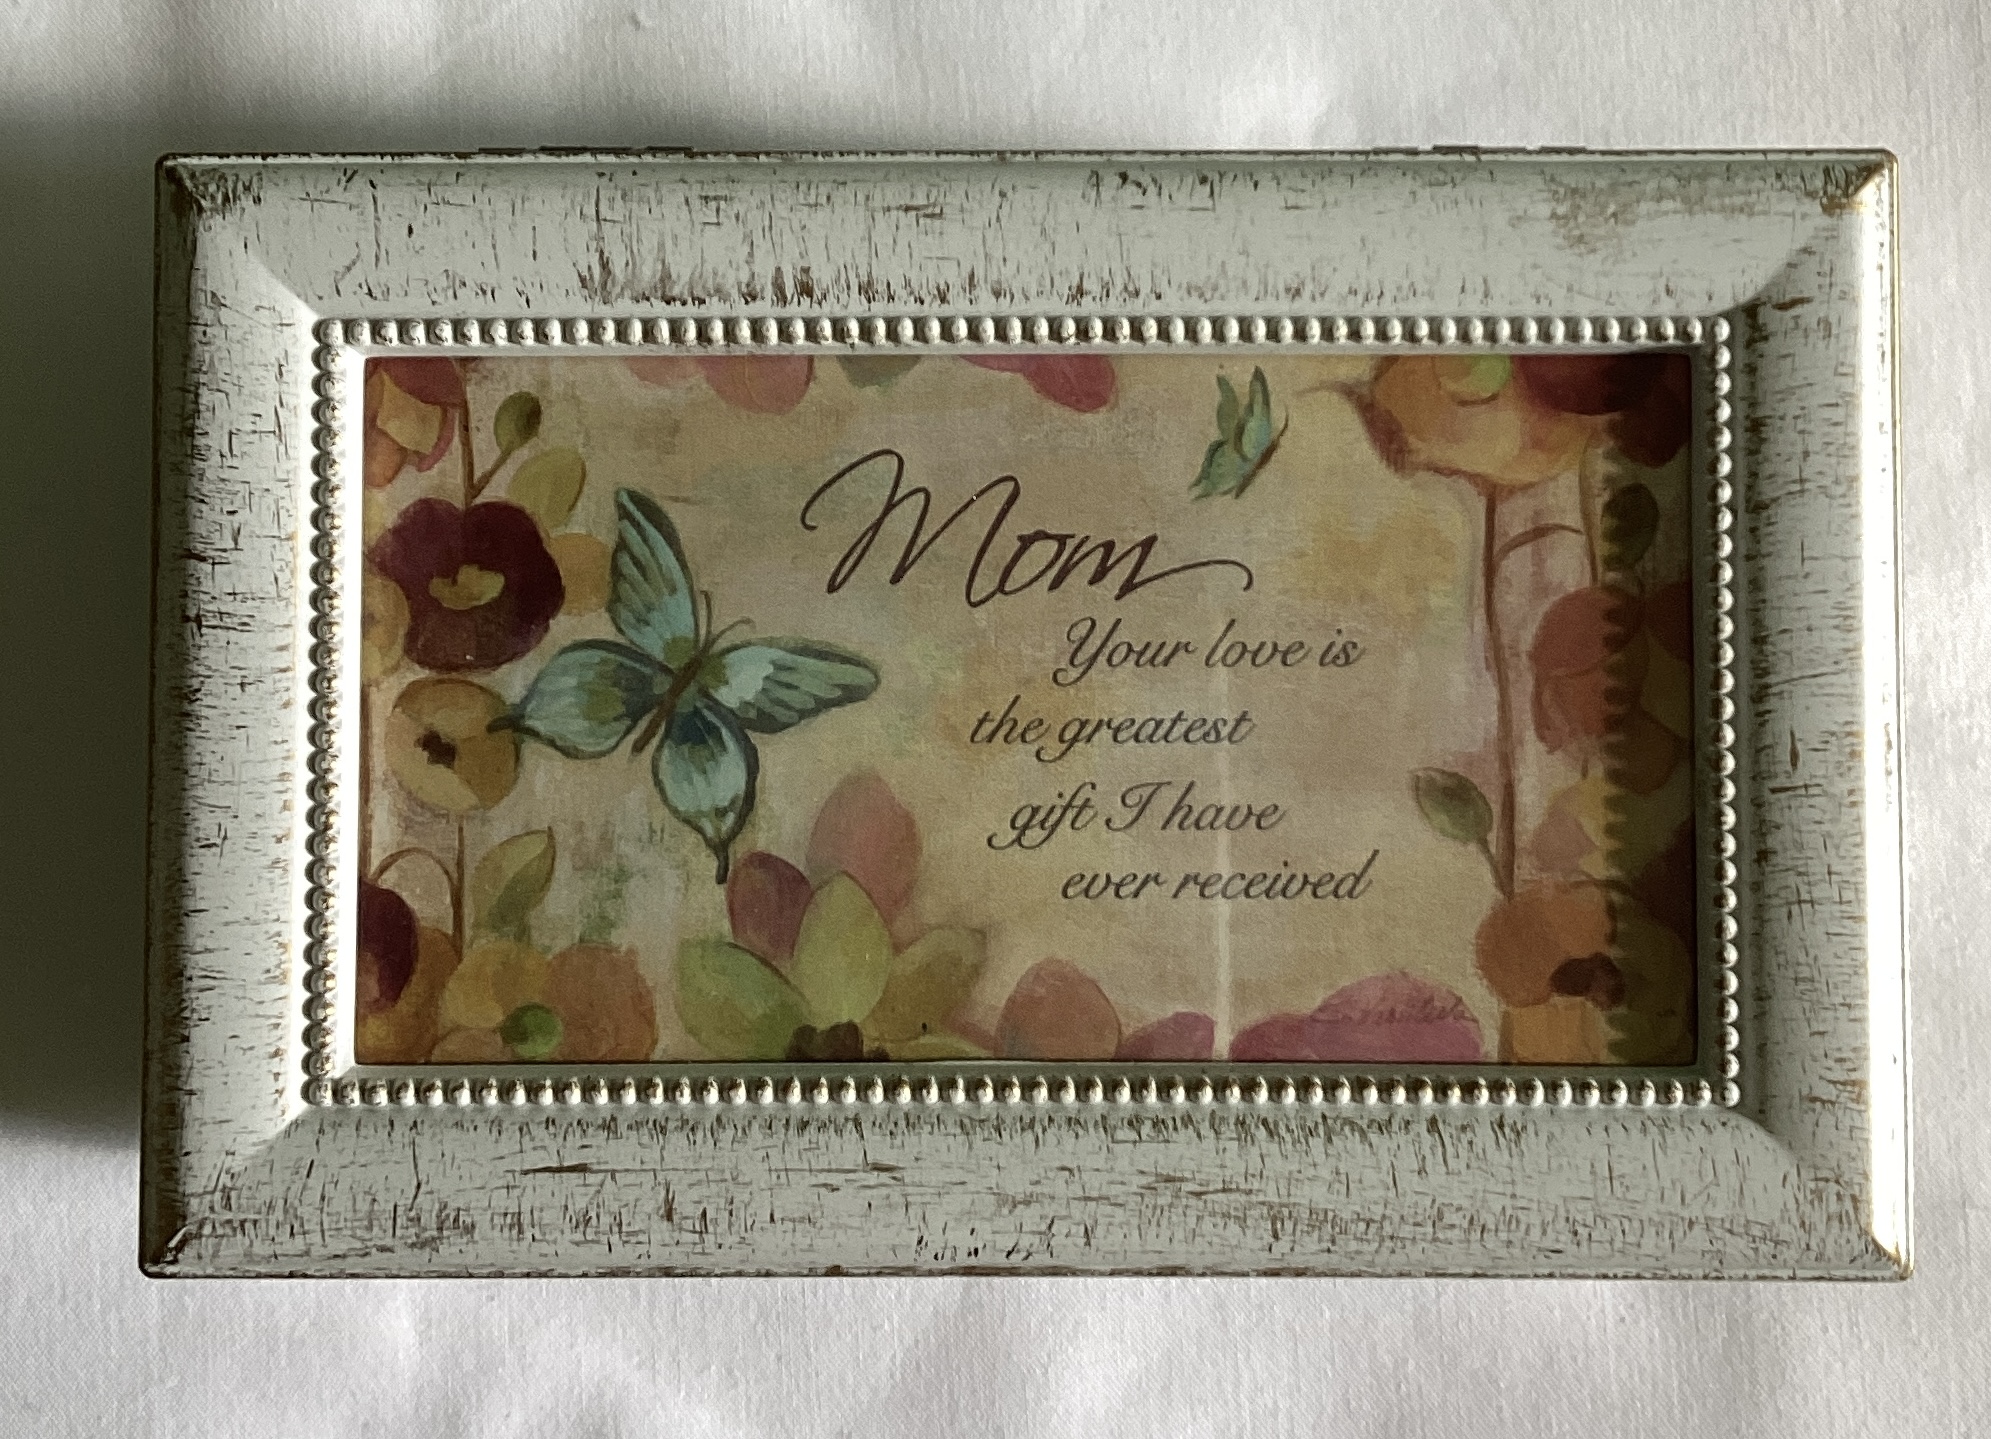 Mom
Your love is
the greatest
gift I have
ever received